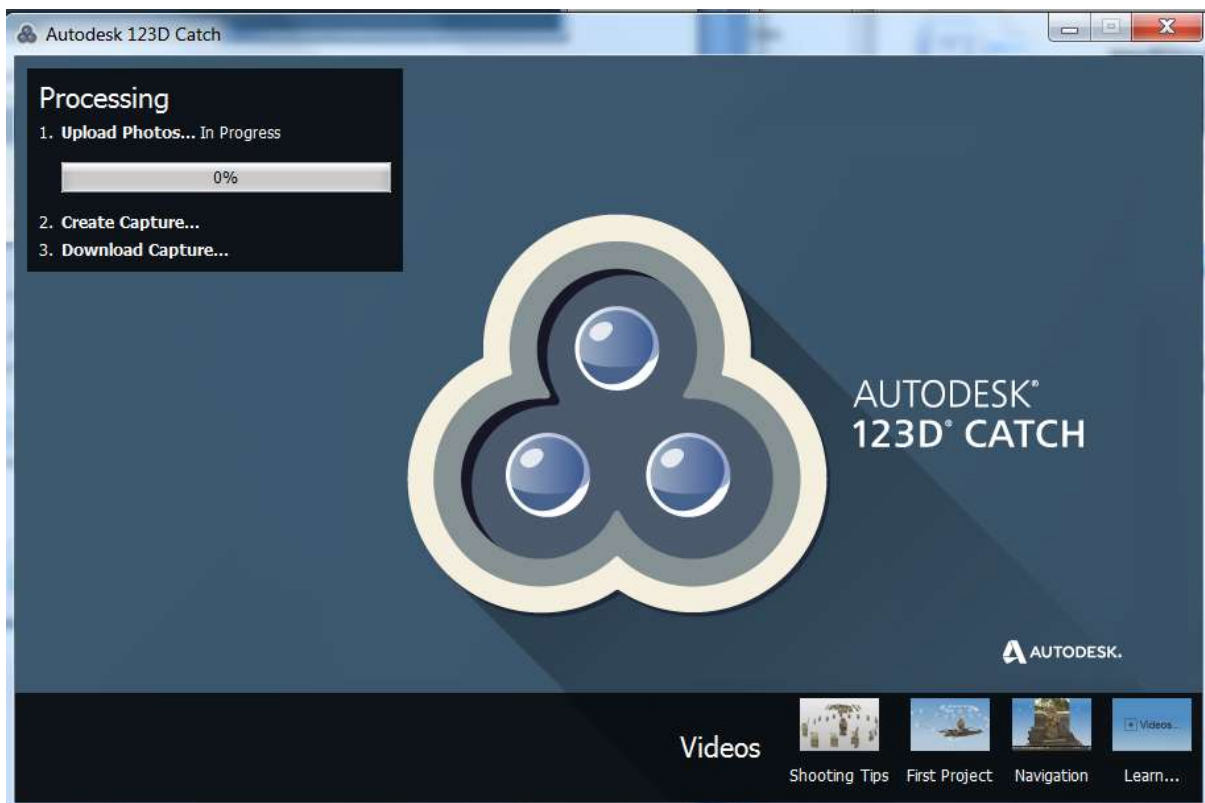 Autodesk 123D Catch
Processing
1. Upload Photos... In Progress
0%
2. Create Capture...
3. Download Capture...
AUTODESK®
123D® CATCH
AUTODESK.
Videos
Videos...
Shooting Tips First Project Navigation Learn...